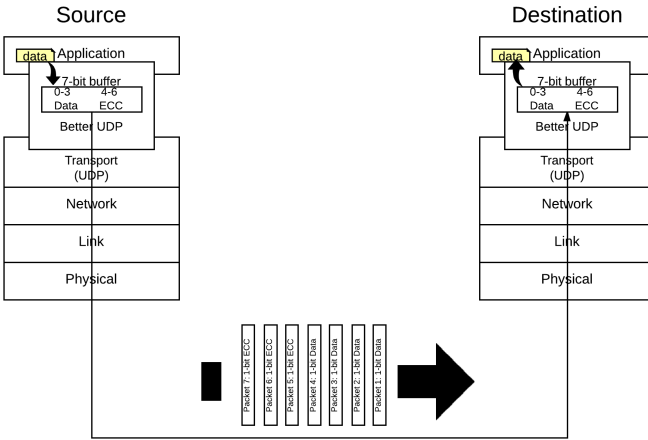 Source
data
Application
7-bit buffer
0-3 4-6
Data ECC
Better UDP
Transport
(UDP)
Network
Link
Physical
Destination
data
Application
7-bit buffer
0-3 4-6
Data ECC
Better UDP
Transport
(UDP)
Network
Link
Physical
Packet 7: 1-bit ECC
Packet 6: 1-bit ECC
Packet 5: 1-bit ECC
Packet 4: 1-bit Data
Packet 3: 1-bit Data
Packet 2: 1-bit Data
Packet 1: 1-bit Data